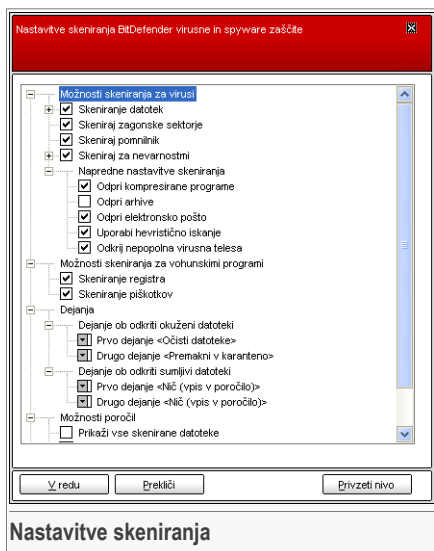 Nastavitve skeniranja BitDefender virusne in spyware zaščite
Možnosti skeniranja za virusi
Skeniranje datotek
Skeniraj zagonske sektorje
Skeniraj pomnilnik
Skeniraj za nevarnostmi
Napredne nastavitve skeniranja
Odpri kompresirane programe
Odpri arhive
Odpri elektronsko pošto
Uporabi hevristično iskanje
Odkrij nepopolna virusna telesa
Možnosti skeniranja za vohunskimi programi
Skeniranje registra
Skeniranje piškotkov
Dejanja
Dejanje ob odkriti okuženi datoteki
Prvo dejanje <Očisti datoteke>
Drugo dejanje <Premakni v karanteno>
Dejanje ob odkriti sumljivi datoteki
Prvo dejanje <Nič (vpis v poročilo)>
Drugo dejanje <Nič (vpis v poročilo)>
Možnosti poročil
Prikaži vse skenirane datoteke
V redu
Prekliči
Privzeti nivo
Nastavitve skeniranja